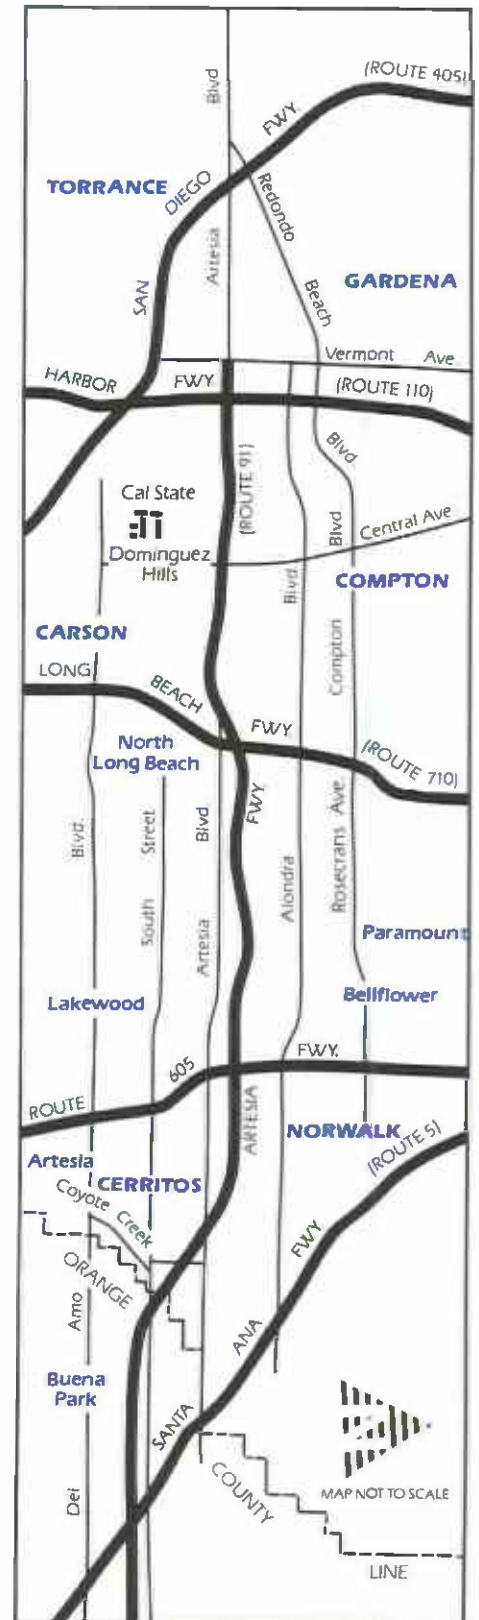 (ROUTE 405)
Blvd
FWY.
TORRANCE
DIEGO
Redondo
Artesia
GARDENA
SAN
Beach
Vermont Ave
HARBOR FWY (ROUTE 110)
Blvd
Cal State
(ROUTE 91)
Blvd
Central Ave
Dominguez
Hills
Blvd
COMPTON
CARSON
Compton
LONG BEACH FWY (ROUTE 710)
North
Long Beach
FWY
Blvd.
Street
Blvd
Rosecrans Ave
Alondra
South
Artesia
Paramount
Bellflower
Lakewood
FWY.
605
ROUTE
ARTESIA
NORWALK
(ROUTE 5)
Artesia
CERRITOS
Coyote Creek
FWY
ORANGE
Amo
ANA
Buena
Park
SANTA
COUNTY
MAP NOT TO SCALE
Del
LINE